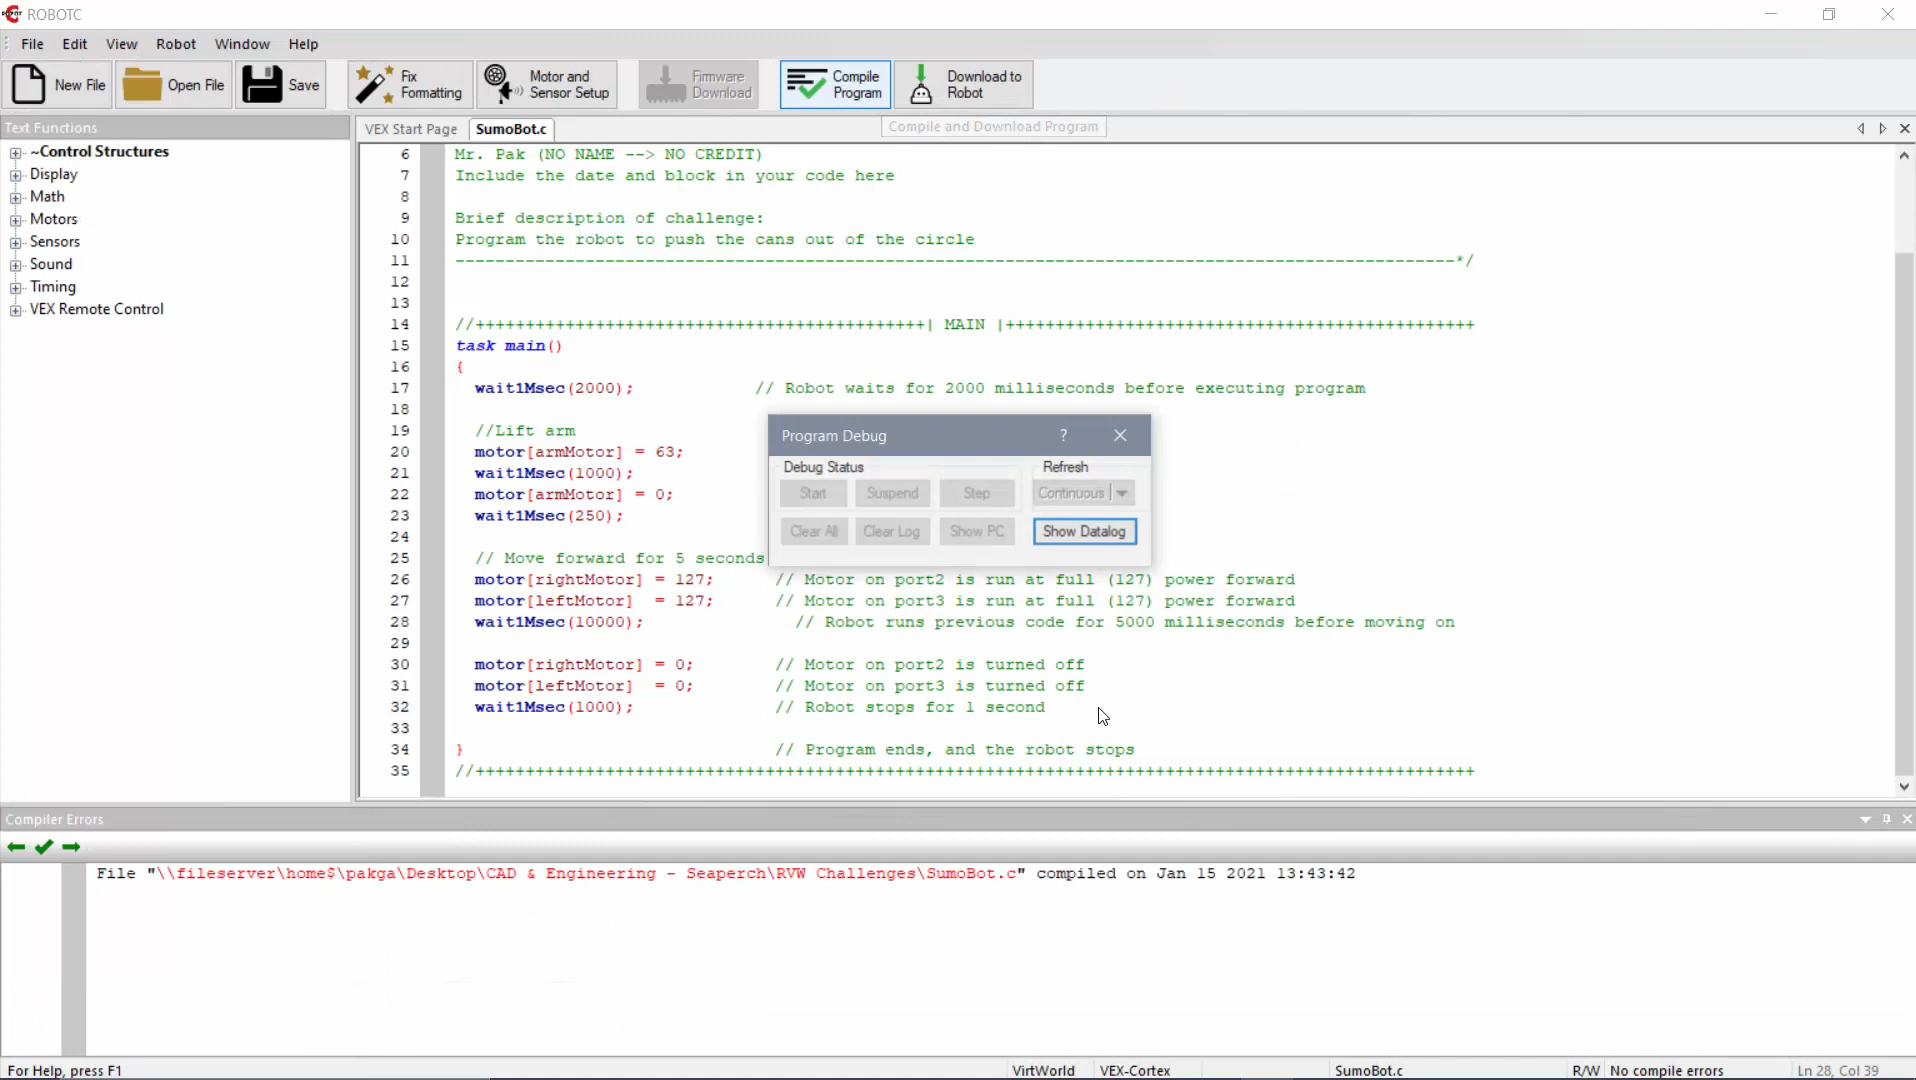 ROBOTC
File Edit View Robot Window Help
New File Open File Save Fix Formatting Motor and Sensor Setup Firmware Download Compile Program Download to Robot
Text Functions
~Control Structures
Display
Math
Motors
Sensors
Sound
Timing
VEX Remote Control
VEX Start Page SumoBot.c Compile and Download Program
6 Mr. Pak (NO NAME --> NO CREDIT)
7 Include the date and block in your code here
8
9 Brief description of challenge:
10 Program the robot to push the cans out of the circle
11 ----------------------------------------------------------------------------------------------------*/
12
13
14 //+++++++++++++++++++++++++++++++++++++++++++++| MAIN |+++++++++++++++++++++++++++++++++++++++++++++++
15 task main()
16 {
17 wait1Msec(2000); // Robot waits for 2000 milliseconds before executing program
18
19 //Lift arm
20 motor[armMotor] = 63;
21 wait1Msec(1000);
22 motor[armMotor] = 0;
23 wait1Msec(250);
24
25 // Move forward for 5 seconds
26 motor[rightMotor] = 127; // Motor on port2 is run at full (127) power forward
27 motor[leftMotor] = 127; // Motor on port3 is run at full (127) power forward
28 wait1Msec(10000); // Robot runs previous code for 5000 milliseconds before moving on
29
30 motor[rightMotor] = 0; // Motor on port2 is turned off
31 motor[leftMotor] = 0; // Motor on port3 is turned off
32 wait1Msec(1000); // Robot stops for 1 second
33
34 } // Program ends, and the robot stops
35 //++++++++++++++++++++++++++++++++++++++++++++++++++++++++++++++++++++++++++++++++++++++++++++++++++++
Program Debug ?
Debug Status Refresh
Start Suspend Step Continuous
Clear All Clear Log Show PC Show Datalog
Compiler Errors
File "\\fileserver\home$\pakga\Desktop\CAD & Engineering - Seaperch\RVW Challenges\SumoBot.c" compiled on Jan 15 2021 13:43:42
For Help, press F1 VirtWorld VEX-Cortex SumoBot.c R/W No compile errors Ln 28, Col 39